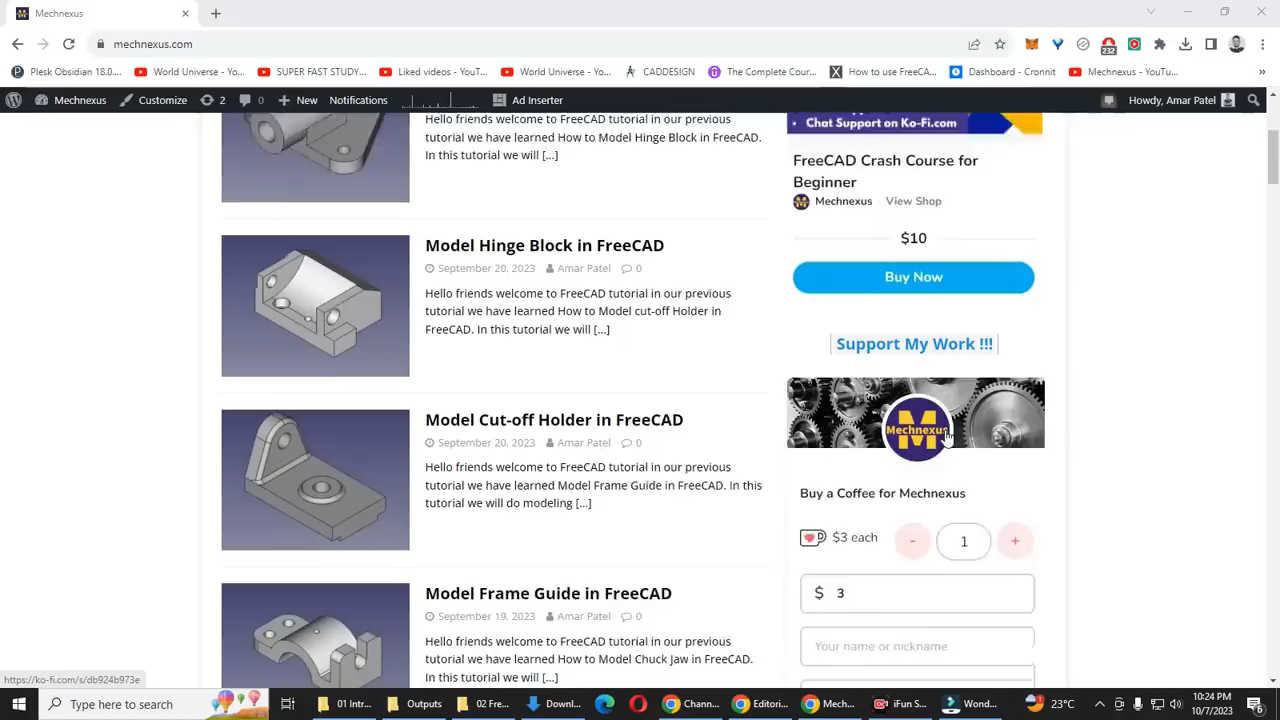 Mechnexus
mechnexus.com
232
Plesk Obsidian 18.0....
World Universe - Yo...
SUPER FAST STUDY...
Liked videos - YouT...
World Universe - Yo...
CADDESIGN
The Complete Cour...
How to use FreeCA...
Dashboard - Cronnit
Mechnexus - YouTu...
»
Mechnexus
Customize
2
0
New
Notifications
Ad Inserter
Howdy, Amar Patel
Hello friends welcome to FreeCAD tutorial in our previous
tutorial we have learned How to Model Hinge Block in FreeCAD.
In this tutorial we will [...]
Model Hinge Block in FreeCAD
September 20, 2023 Amar Patel 0
Hello friends welcome to FreeCAD tutorial in our previous
tutorial we have learned How to Model cut-off Holder in
FreeCAD. In this tutorial we will [...]
Model Cut-off Holder in FreeCAD
September 20, 2023 Amar Patel 0
Hello friends welcome to FreeCAD tutorial in our previous
tutorial we have learned Model Frame Guide in FreeCAD. In this
tutorial we will do modeling [...]
Model Frame Guide in FreeCAD
September 19, 2023 Amar Patel 0
Hello friends welcome to FreeCAD tutorial in our previous
tutorial we have learned How to Model Chuck Jaw in FreeCAD.
In this tutorial we will [...]
Chat Support on Ko-Fi.com
FreeCAD Crash Course for
Beginner
Mechnexus · View Shop
$10
Buy Now
Support My Work !!!
Mechnexus
Buy a Coffee for Mechnexus
$3 each - 1 +
$ 3
Your name or nickname
https://ko-fi.com/s/db924b973e
Type here to search
01 Intr...
Outputs
02 Fre...
Downl...
Chann...
Editori...
Mech...
iFun S...
Wond...
23°C
10:24 PM
10/7/2023
6